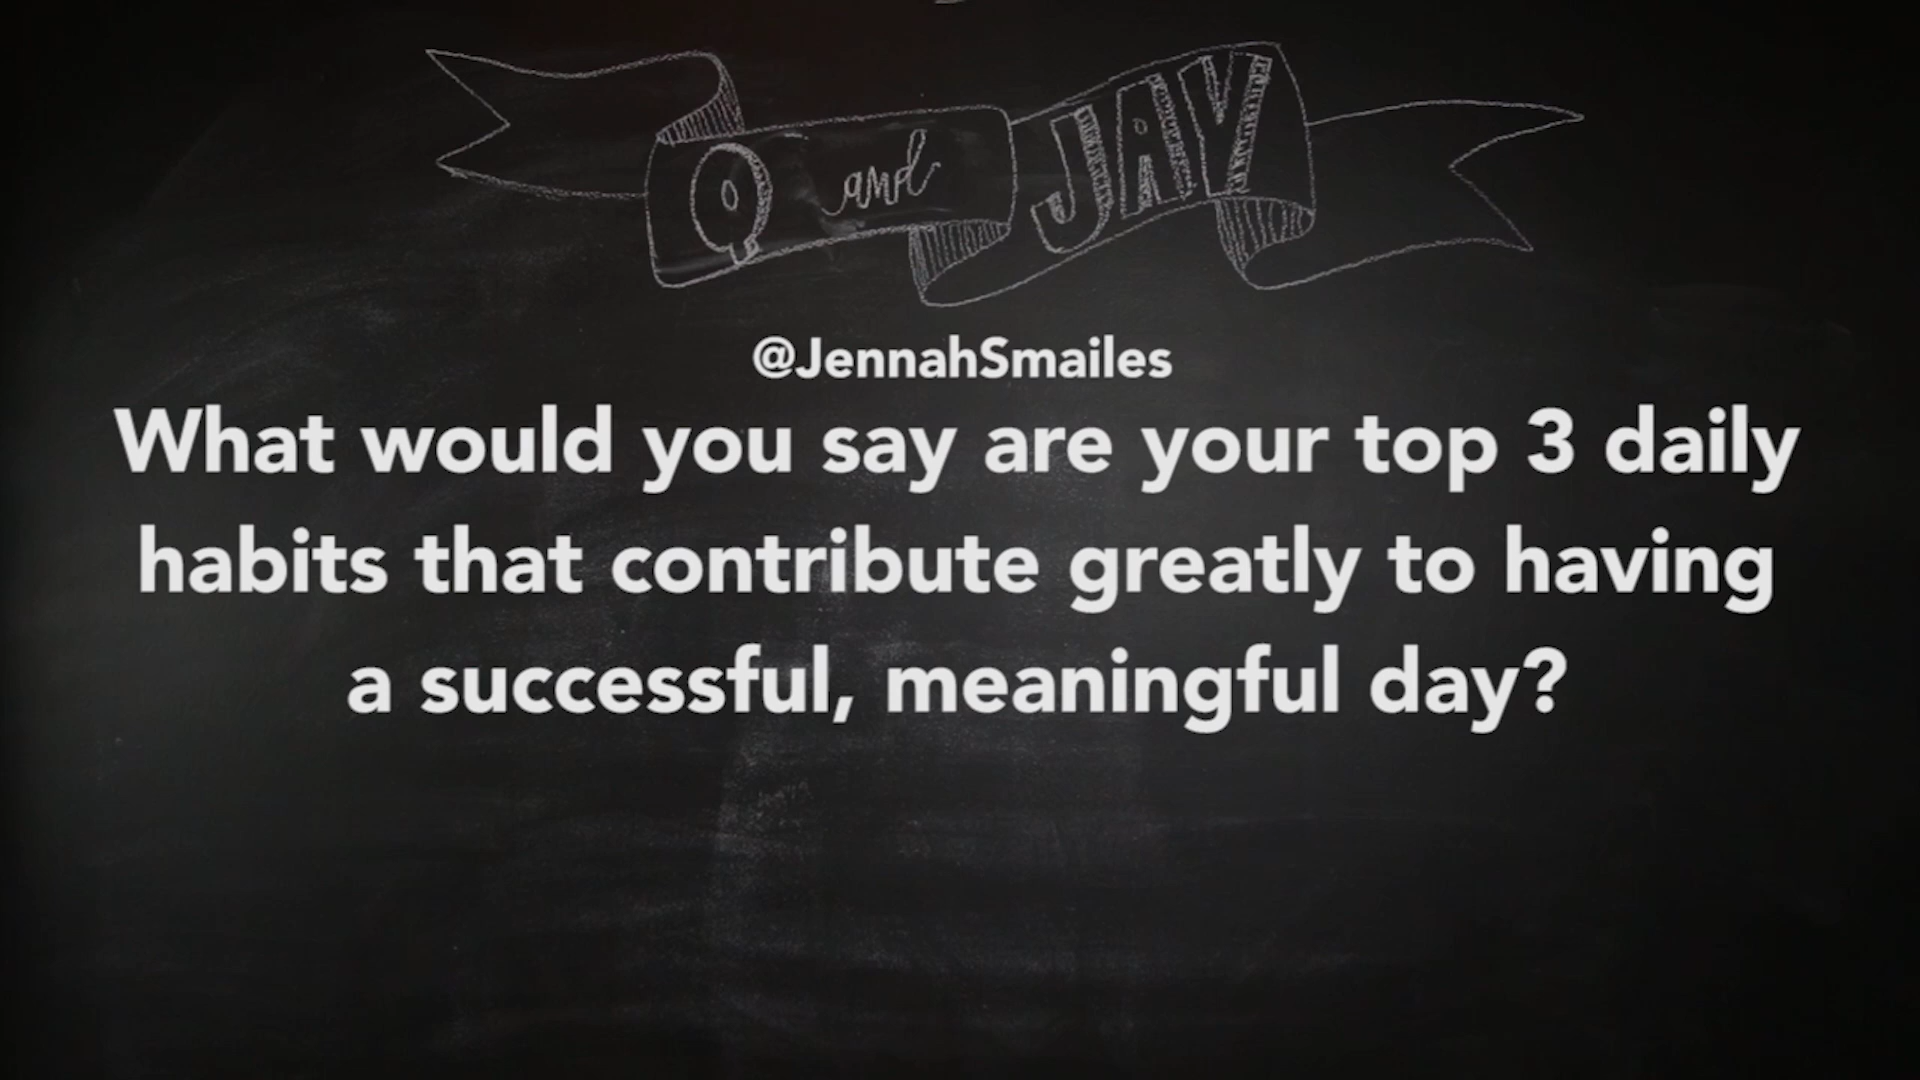 Q and JAY
@JennahSmailes
What would you say are your top 3 daily
habits that contribute greatly to having
a successful, meaningful day?